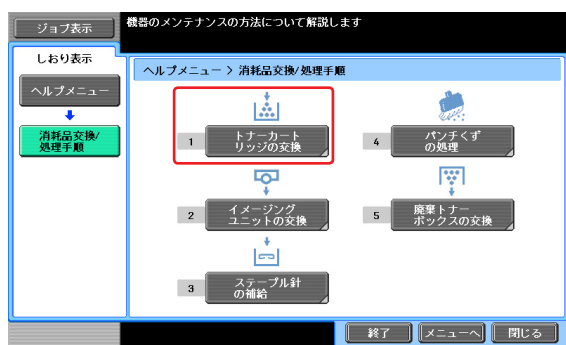 ジョブ表示
機器のメンテナンスの方法について解説します
しおり表示
ヘルプメニュー
消耗品交換/
処理手順
ヘルプメニュー > 消耗品交換/処理手順
1
トナーカート
リッジの交換
2
イメージング
ユニットの交換
3
ステープル針
の補給
4
パンチくず
の処理
5
廃棄トナー
ボックスの交換
終了
メニューへ
閉じる